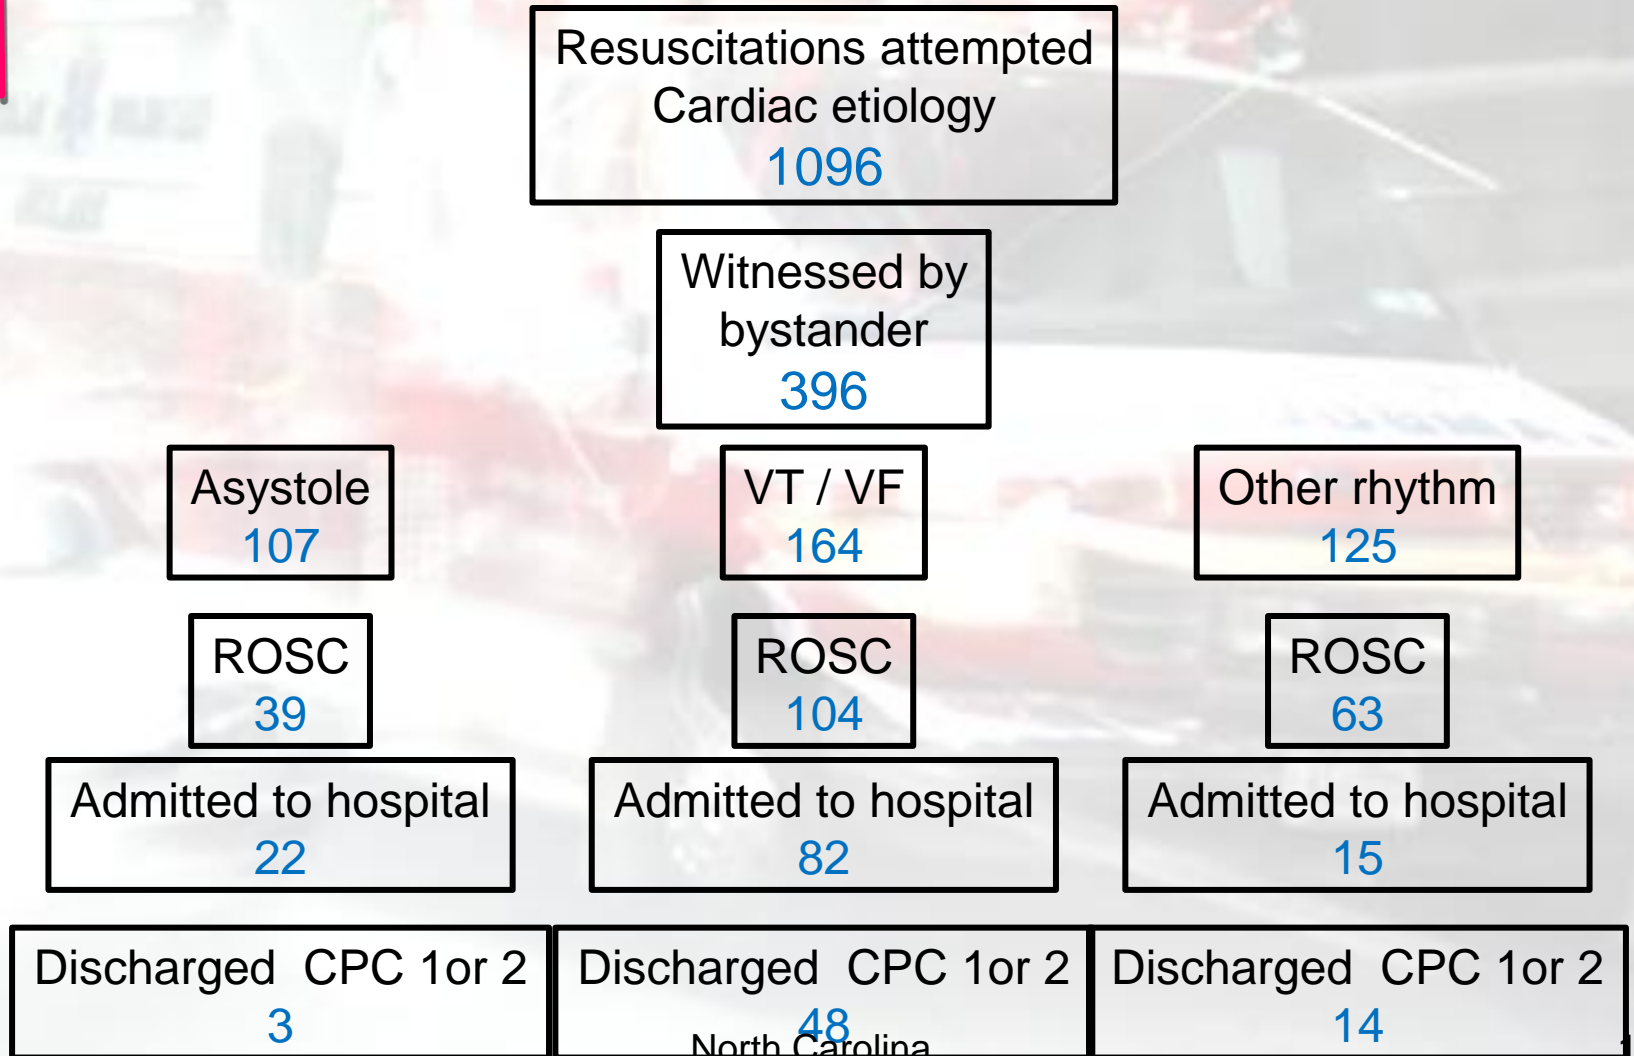 Resuscitations attempted
Cardiac etiology
1096
Witnessed by
bystander
396
Asystole
107
VT / VF
164
Other rhythm
125
ROSC
39
ROSC
104
ROSC
63
Admitted to hospital
22
Admitted to hospital
82
Admitted to hospital
15
Discharged CPC 1or 2
3
Discharged CPC 1or 2
48
Discharged CPC 1or 2
14
North Carolina